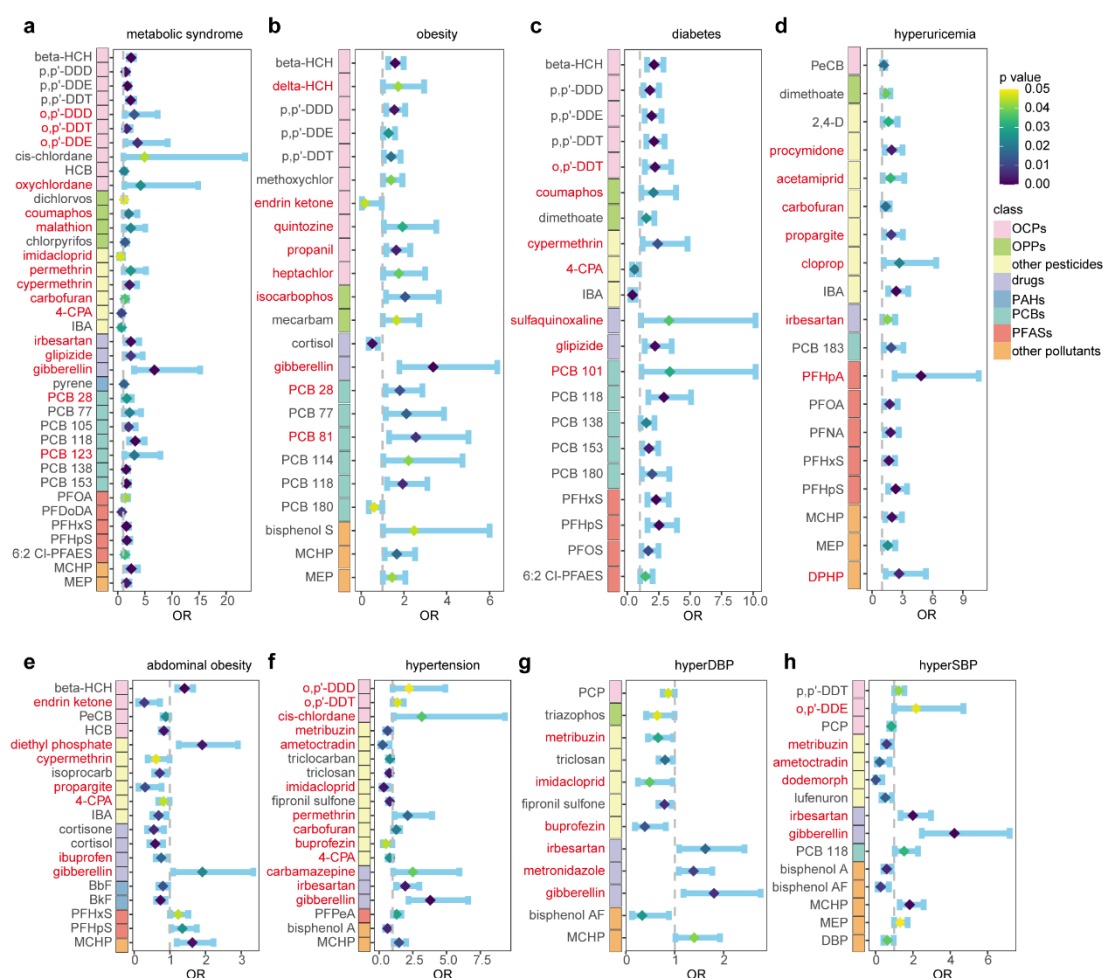 a
metabolic syndrome
beta-HCH
p,p'-DDD
p,p'-DDE
p,p'-DDT
o,p'-DDD
o,p'-DDT
o,p'-DDE
cis-chlordane
HCB
oxychlordane
dichlorvos
coumaphos
malathion
chlorpyrifos
imidacloprid
permethrin
cypermethrin
carbofuran
4-CPA
IBA
irbesartan
glipizide
gibberellin
pyrene
PCB 28
PCB 77
PCB 105
PCB 118
PCB 123
PCB 138
PCB 153
PFOA
PFDoDA
PFHxS
PFHpS
6:2 Cl-PFAES
MCHP
MEP
0 5 10 15 20
OR
b
obesity
beta-HCH
delta-HCH
p,p'-DDD
p,p'-DDE
p,p'-DDT
methoxychlor
endrin ketone
quintozine
propanil
heptachlor
isocarbophos
mecarbam
cortisol
gibberellin
PCB 28
PCB 77
PCB 81
PCB 114
PCB 118
PCB 180
bisphenol S
MCHP
MEP
0 2 4 6
OR
c
diabetes
beta-HCH
p,p'-DDD
p,p'-DDE
p,p'-DDT
o,p'-DDT
coumaphos
dimethoate
cypermethrin
4-CPA
IBA
sulfaquinoxaline
glipizide
PCB 101
PCB 118
PCB 138
PCB 153
PCB 180
PFHxS
PFHpS
PFOS
6:2 Cl-PFAES
0.0 2.5 5.0 7.5 10.0
OR
d
hyperuricemia
PeCB
dimethoate
2,4-D
procymidone
acetamiprid
carbofuran
propargite
cloprop
IBA
irbesartan
PCB 183
PFHpA
PFOA
PFNA
PFHxS
PFHpS
MCHP
MEP
DPHP
0 3 6 9
OR
p value
0.05
0.04
0.03
0.02
0.01
0.00
class
OCPs
OPPs
other pesticides
drugs
PAHs
PCBs
PFASs
other pollutants
e
abdominal obesity
beta-HCH
endrin ketone
PeCB
HCB
diethyl phosphate
cypermethrin
isoprocarb
propargite
4-CPA
IBA
cortisone
cortisol
ibuprofen
gibberellin
BbF
BkF
PFHxS
PFHpS
MCHP
0 1 2 3
OR
f
hypertension
o,p'-DDD
o,p'-DDT
cis-chlordane
metribuzin
ametoctradin
triclocarban
triclosan
imidacloprid
fipronil sulfone
permethrin
carbofuran
buprofezin
4-CPA
carbamazepine
irbesartan
gibberellin
PFPeA
bisphenol A
MCHP
0.0 2.5 5.0 7.5
OR
g
hyperDBP
PCP
triazophos
metribuzin
triclosan
imidacloprid
fipronil sulfone
buprofezin
irbesartan
metronidazole
gibberellin
bisphenol AF
MCHP
0 1 2
OR
h
hyperSBP
p,p'-DDT
o,p'-DDE
PCP
metribuzin
ametoctradin
dodemorph
lufenuron
irbesartan
gibberellin
PCB 118
bisphenol A
bisphenol AF
MCHP
MEP
DBP
0 2 4 6
OR